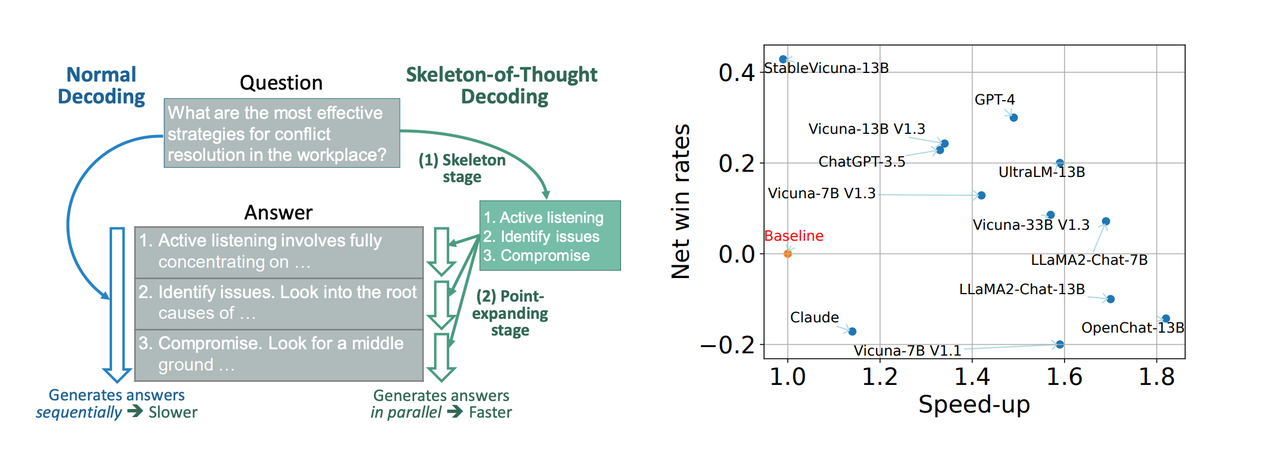 Normal
Decoding
Question
What are the most effective
strategies for conflict
resolution in the workplace?
Skeleton-of-Thought
Decoding
(1) Skeleton
stage
1. Active listening
2. Identify issues
3. Compromise
Answer
1. Active listening involves fully
concentrating on …
2. Identify issues. Look into the root
causes of …
3. Compromise. Look for a middle
ground …
(2) Point-
expanding
stage
Generates answers
sequentially ➔ Slower
Generates answers
in parallel ➔ Faster
Net win rates
0.4
0.2
0.0
−0.2
StableVicuna-13B
GPT-4
Vicuna-13B V1.3
ChatGPT-3.5
UltraLM-13B
Vicuna-7B V1.3
Vicuna-33B V1.3
Baseline
LLaMA2-Chat-7B
LLaMA2-Chat-13B
Claude
OpenChat-13B
Vicuna-7B V1.1
1.0 1.2 1.4 1.6 1.8
Speed-up